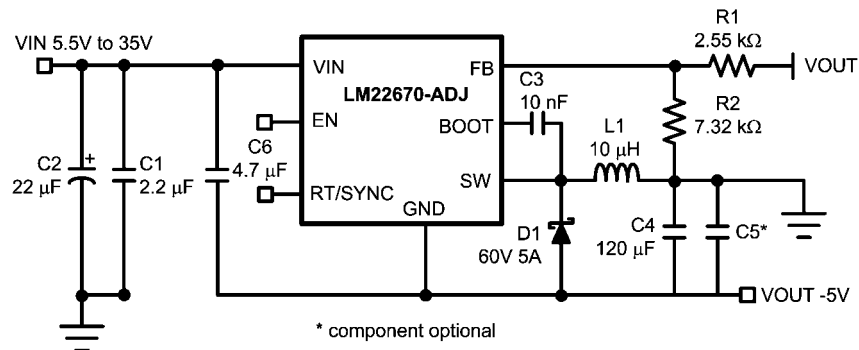 VIN 5.5V to 35V
VIN
EN
RT/SYNC
GND
LM22670-ADJ
FB
BOOT
SW
C2
22 μF
+
C1
2.2 μF
C6
4.7 μF
C3
10 nF
L1
10 μH
R1
2.55 kΩ
VOUT
R2
7.32 kΩ
D1
60V 5A
C4
120 μF
C5*
VOUT -5V
* component optional